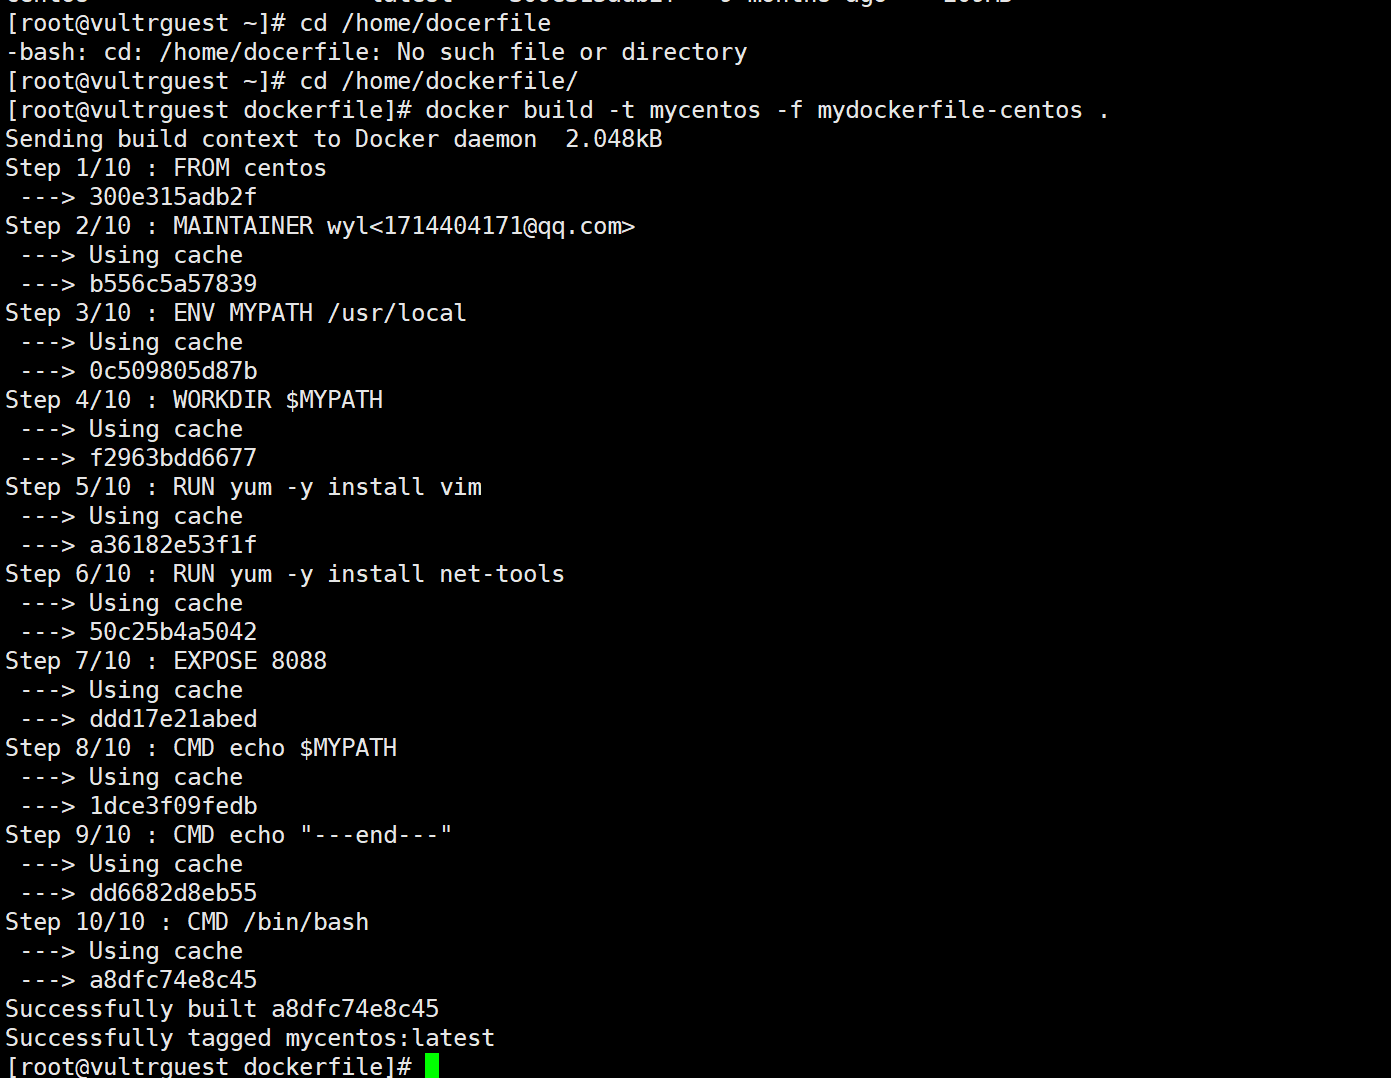 [root@vultrguest ~]# cd /home/docerfile
-bash: cd: /home/docerfile: No such file or directory
[root@vultrguest ~]# cd /home/dockerfile/
[root@vultrguest dockerfile]# docker build -t mycentos -f mydockerfile-centos .
Sending build context to Docker daemon  2.048kB
Step 1/10 : FROM centos
 ---> 300e315adb2f
Step 2/10 : MAINTAINER wyl<1714404171@qq.com>
 ---> Using cache
 ---> b556c5a57839
Step 3/10 : ENV MYPATH /usr/local
 ---> Using cache
 ---> 0c509805d87b
Step 4/10 : WORKDIR $MYPATH
 ---> Using cache
 ---> f2963bdd6677
Step 5/10 : RUN yum -y install vim
 ---> Using cache
 ---> a36182e53f1f
Step 6/10 : RUN yum -y install net-tools
 ---> Using cache
 ---> 50c25b4a5042
Step 7/10 : EXPOSE 8088
 ---> Using cache
 ---> ddd17e21abed
Step 8/10 : CMD echo $MYPATH
 ---> Using cache
 ---> 1dce3f09fedb
Step 9/10 : CMD echo "---end---"
 ---> Using cache
 ---> dd6682d8eb55
Step 10/10 : CMD /bin/bash
 ---> Using cache
 ---> a8dfc74e8c45
Successfully built a8dfc74e8c45
Successfully tagged mycentos:latest
[root@vultrguest dockerfile]#